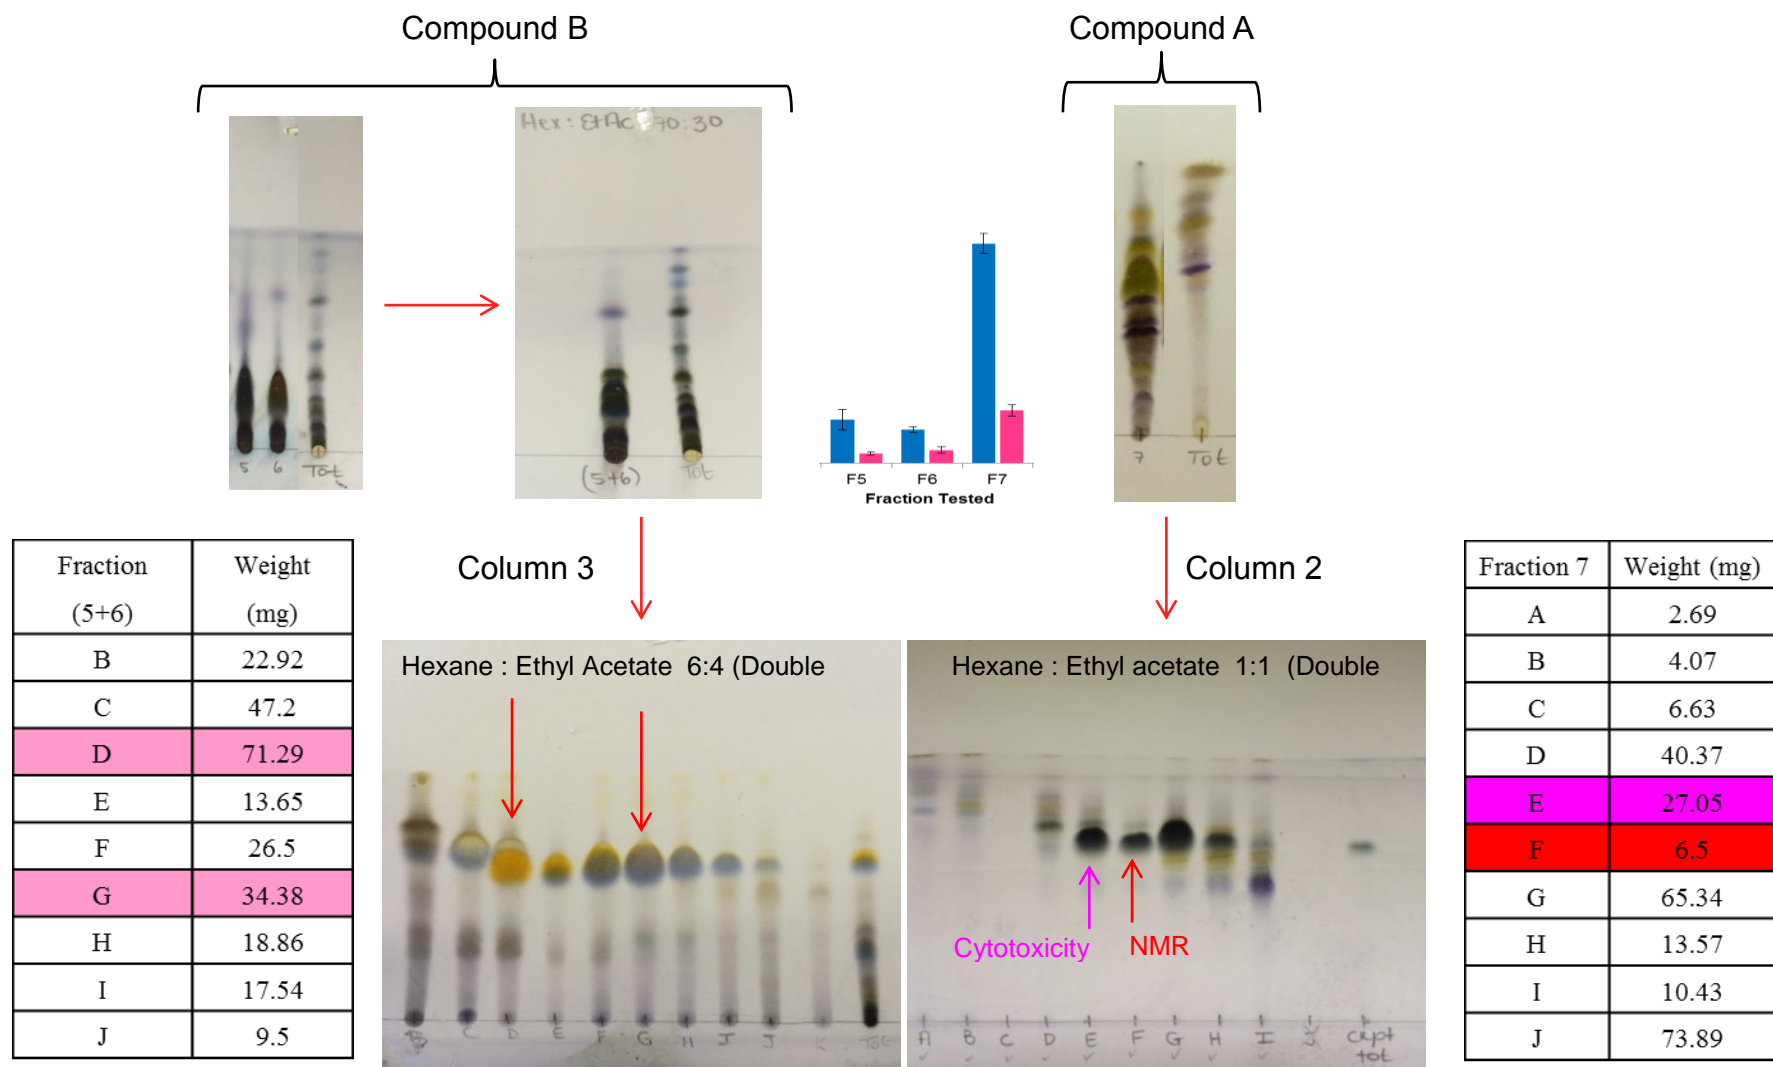 Compound B
Compound A
Hex : EtAc 70:30
5 6 Tot
(5+6) Tot
F5 F6 F7
Fraction Tested
7 Tot
Column 3
Column 2
Fraction (5+6) Weight (mg)
B 22.92
C 47.2
D 71.29
E 13.65
F 26.5
G 34.38
H 18.86
I 17.54
J 9.5
Hexane : Ethyl Acetate 6:4 (Double
B C D E F G H I J K Tot
Hexane : Ethyl acetate 1:1 (Double
Cytotoxicity
NMR
A B C D E F G H I
tot
Fraction 7 Weight (mg)
A 2.69
B 4.07
C 6.63
D 40.37
E 27.05
F 6.5
G 65.34
H 13.57
I 10.43
J 73.89